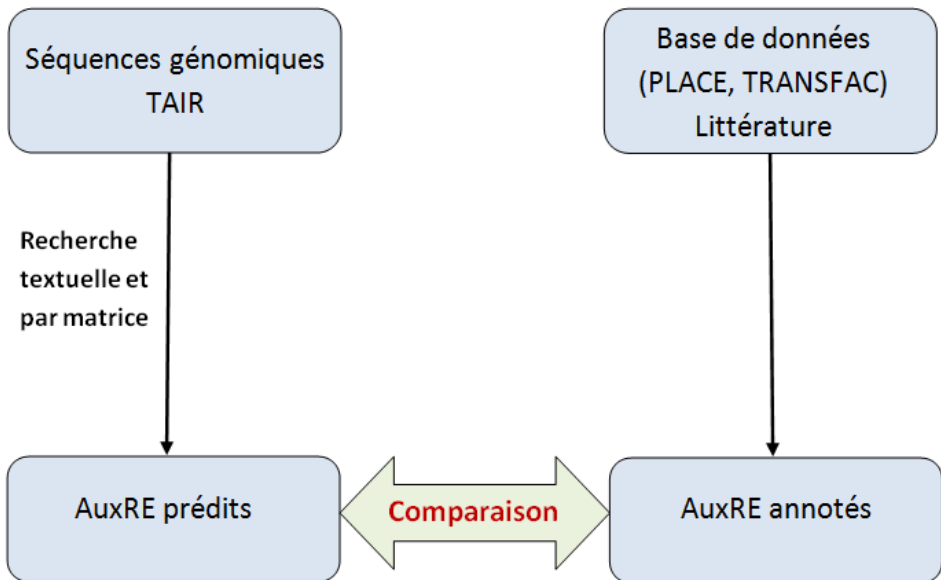 Séquences génomiques
TAIR
Base de données
(PLACE, TRANSFAC)
Littérature
Recherche
textuelle et
par matrice
AuxRE prédits
Comparaison
AuxRE annotés